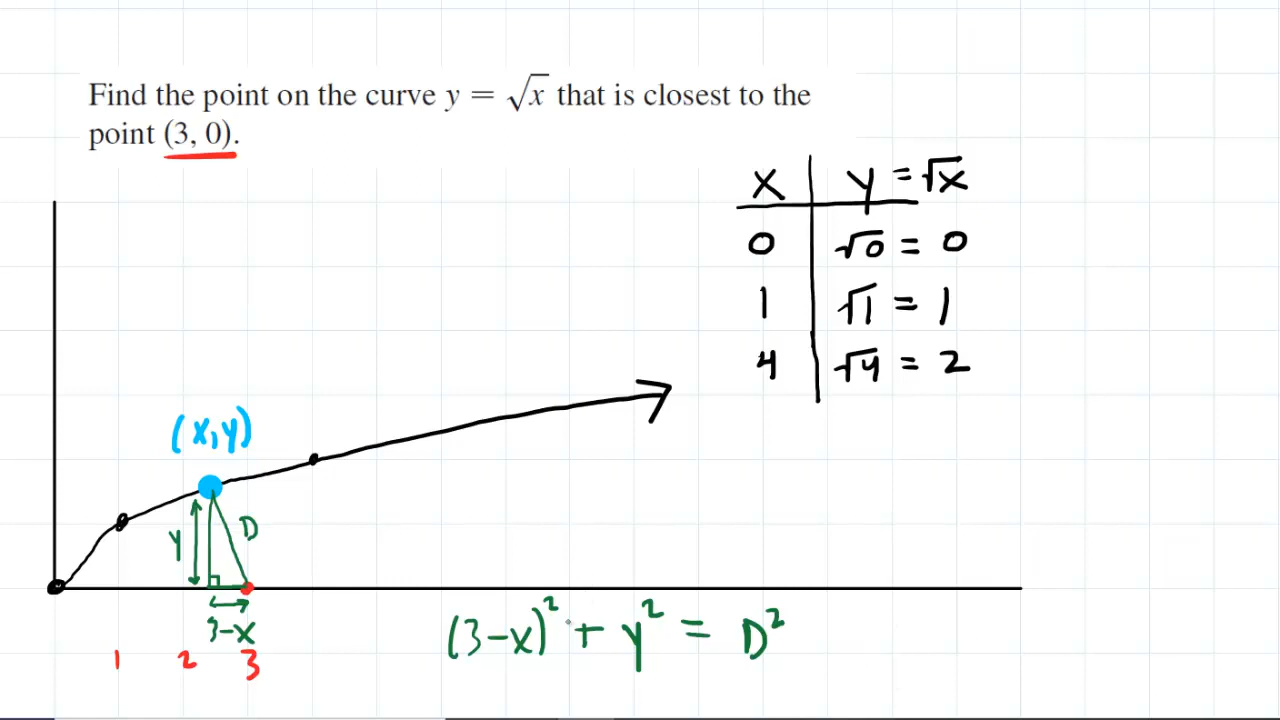 Find the point on the curve y = √x that is closest to the
point (3, 0).
x | y = √x
0 | √0 = 0
1 | √1 = 1
4 | √4 = 2
(x,y)
y
D
3-x
1 2 3
(3-x)² + y² = D²